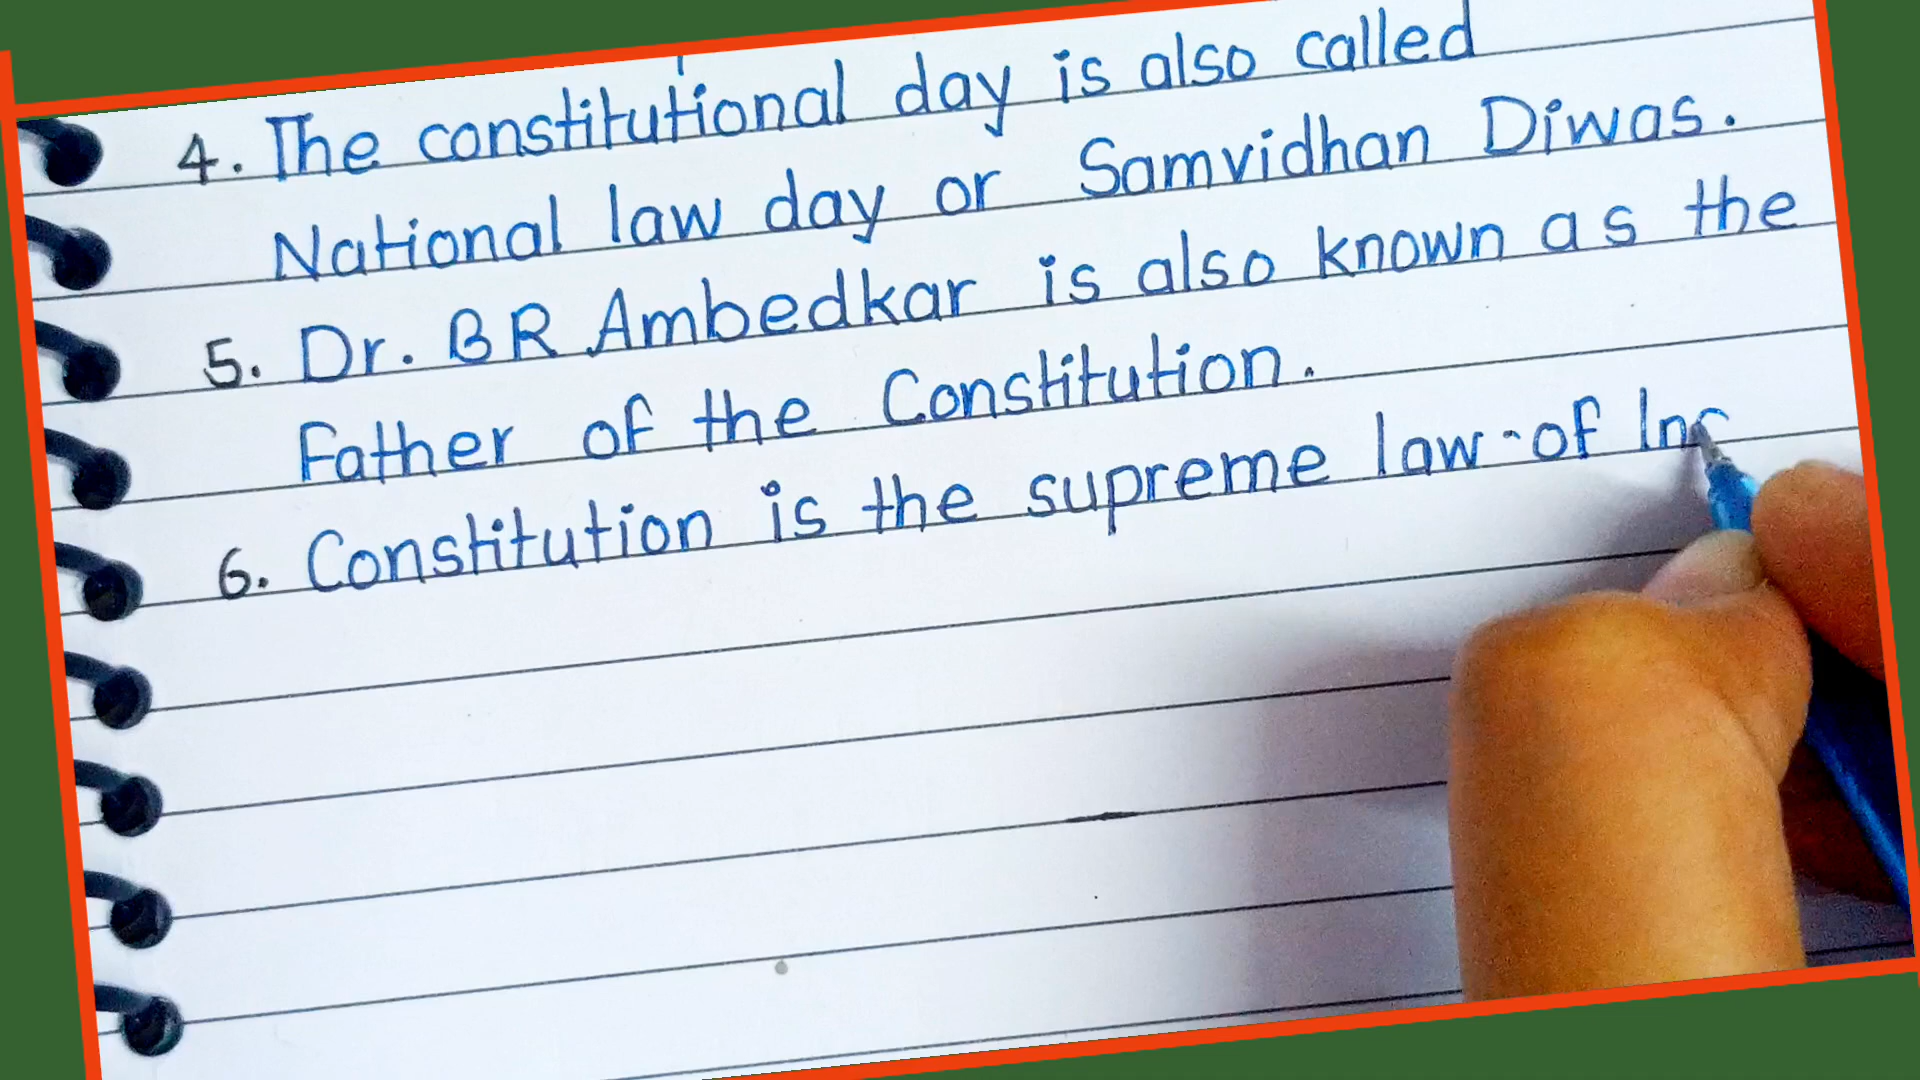 4. The constitutional day is also called
National law day or Samvidhan Diwas.
5. Dr. BR Ambedkar is also known as the
Father of the Constitution.
6. Constitution is the supreme law of